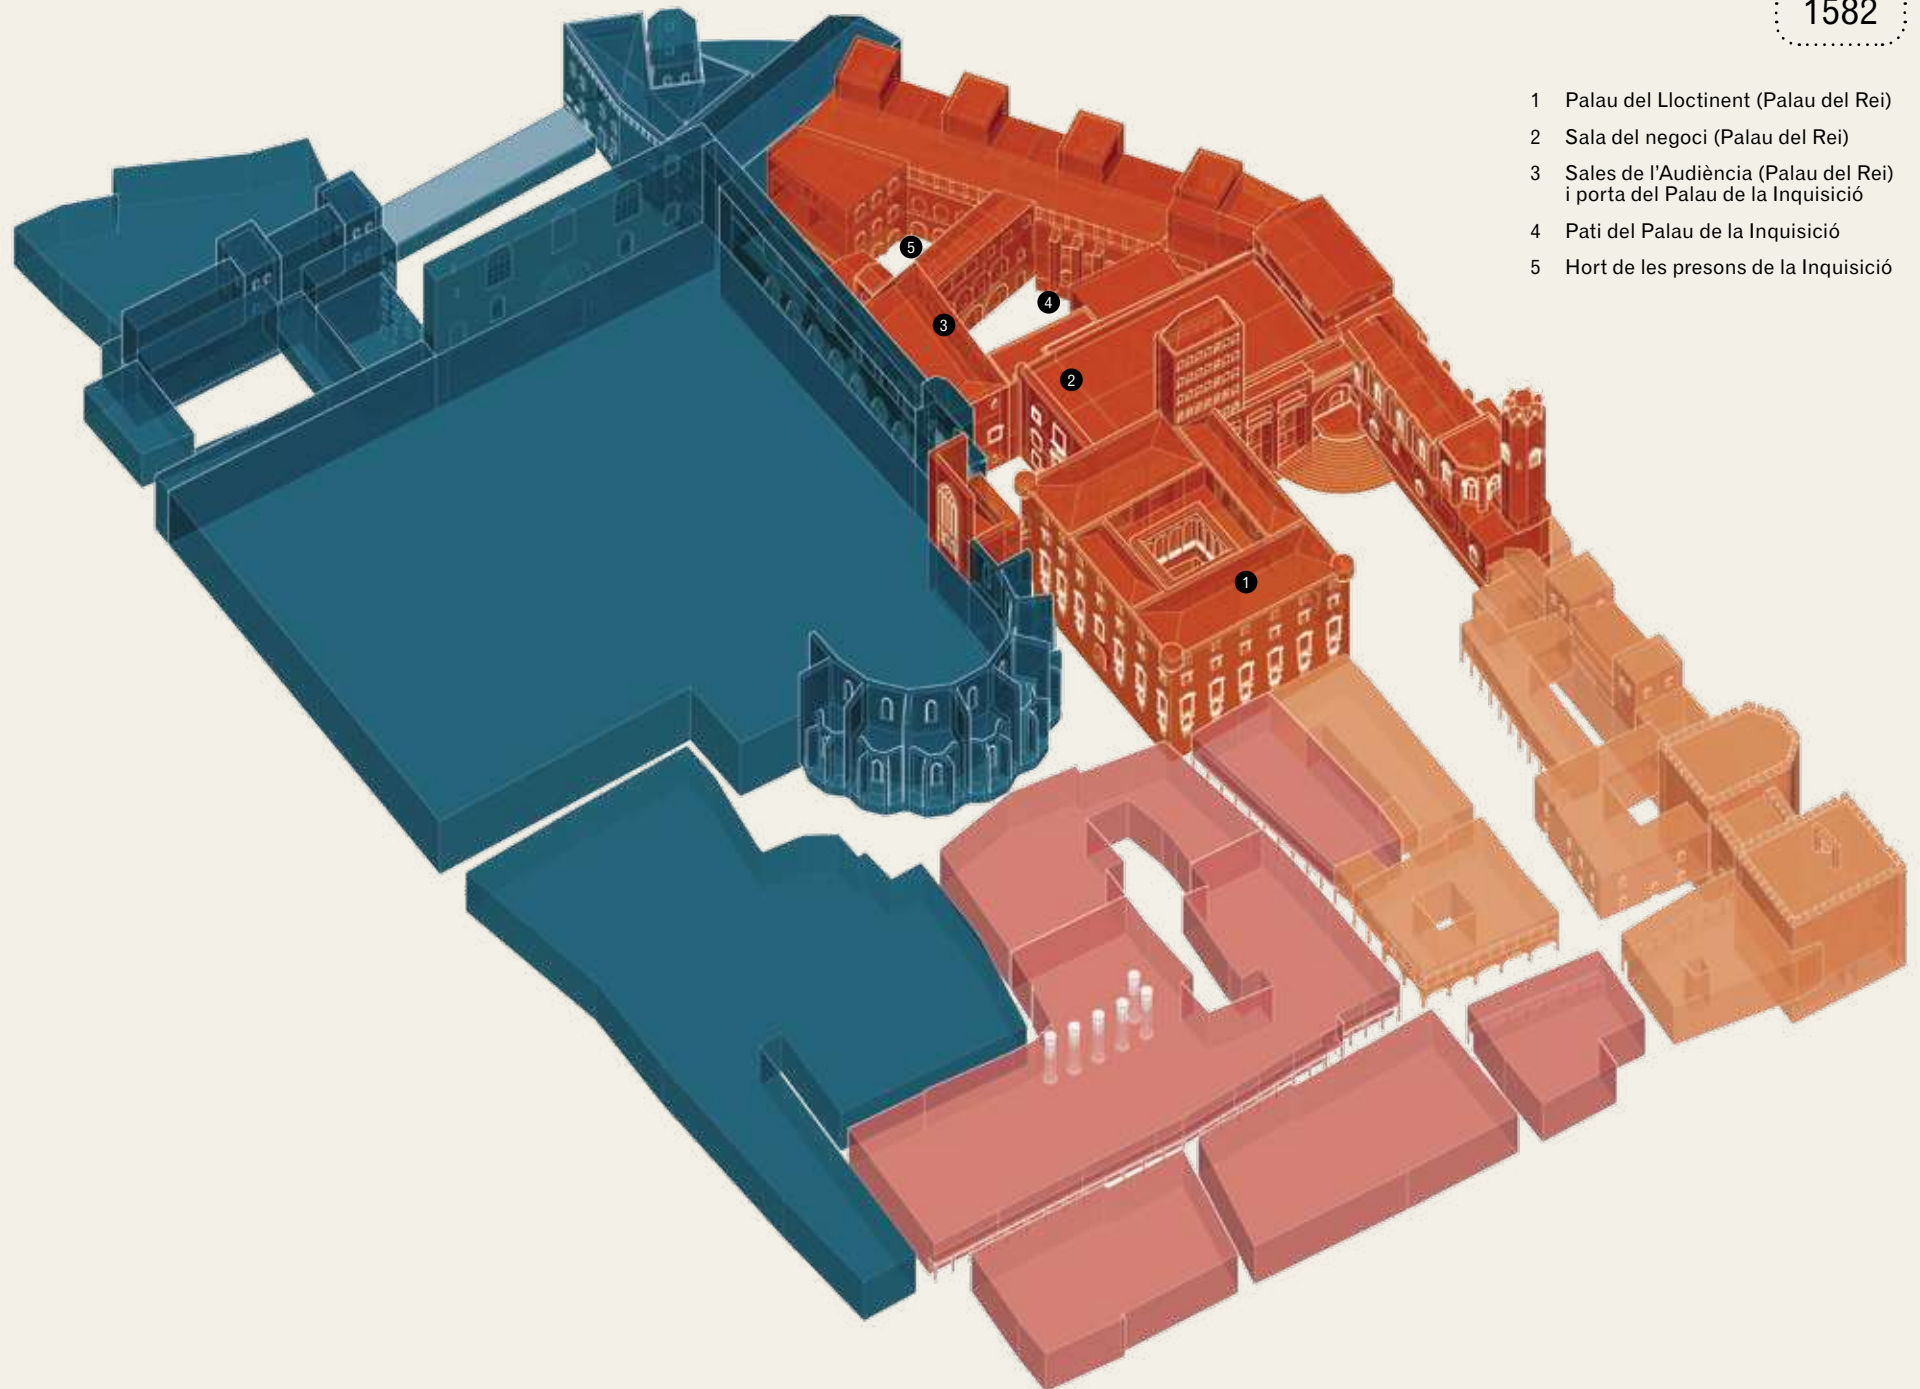 1582
1 Palau del Lloctinent (Palau del Rei)
2 Sala del negoci (Palau del Rei)
3 Sales de l'Audiència (Palau del Rei)
i porta del Palau de la Inquisició
4 Pati del Palau de la Inquisició
5 Hort de les presons de la Inquisició
5
4
3
2
1